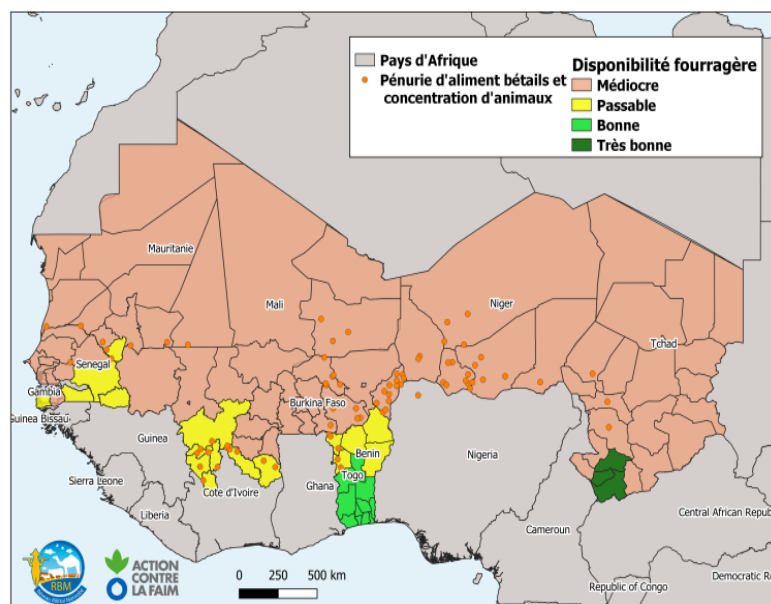 Pays d'Afrique
Pénurie d'aliment bétails et
concentration d'animaux
Disponibilité fourragère
Médiocre
Passable
Bonne
Très bonne
Mauritanie
Mali
Niger
Tchad
Senegal
Gambia
Guinea Bissau
Burkina Faso
Guinea
Benin
Nigeria
Togo
Ghana
Sierra Leone
Cote d'Ivoire
Liberia
Cameroun
Central African Repu
Republic of Congo
Democratic Re
RBM
ACTION
CONTRE
LA FAIM
0 250 500 km